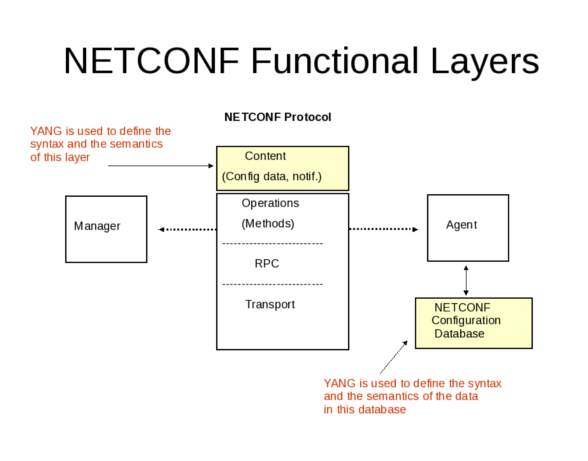 NETCONF Functional Layers
NETCONF Protocol
YANG is used to define the
syntax and the semantics
of this layer
Content
(Config data, notif.)
Operations
(Methods)
RPC
Transport
Manager
Agent
NETCONF
Configuration
Database
YANG is used to define the syntax
and the semantics of the data
in this database